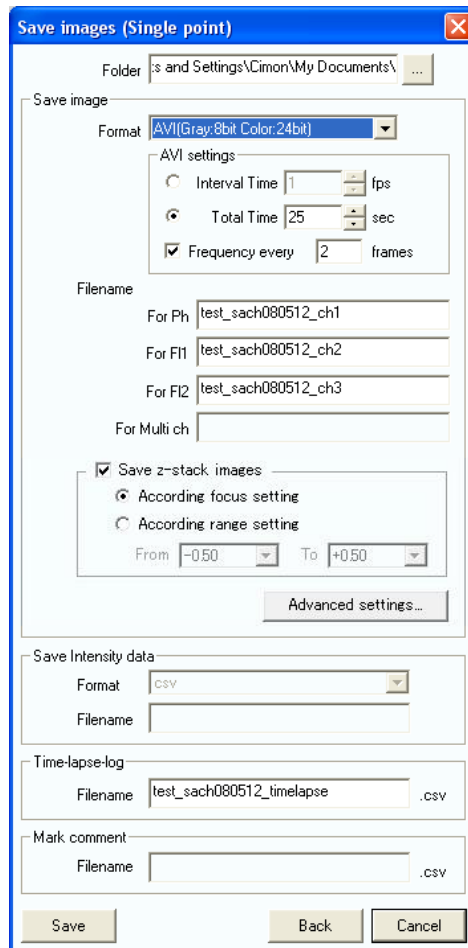 Save images (Single point)
Folder :s and Settings\Cimon\My Documents\ ...
Save image
Format AVI(Gray:8bit Color:24bit)
AVI settings
Interval Time 1 fps
Total Time 25 sec
Frequency every 2 frames
Filename
For Ph test_sach080512_ch1
For Fl1 test_sach080512_ch2
For Fl2 test_sach080512_ch3
For Multi ch
Save z-stack images
According focus setting
According range setting
From -0.50 To +0.50
Advanced settings...
Save Intensity data
Format csv
Filename
Time-lapse-log
Filename test_sach080512_timelapse .csv
Mark comment
Filename .csv
Save Back Cancel